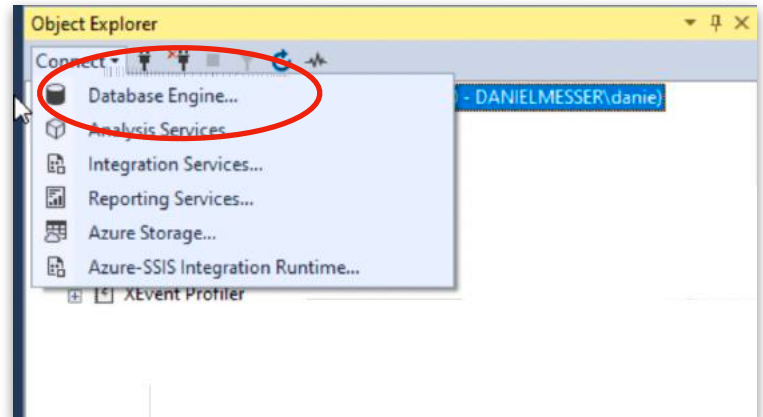 Object Explorer
Connect
Database Engine...
- DANIELMESSER\danie)
Analysis Services...
Integration Services...
Reporting Services...
Azure Storage...
Azure-SSIS Integration Runtime...
XEvent Profiler